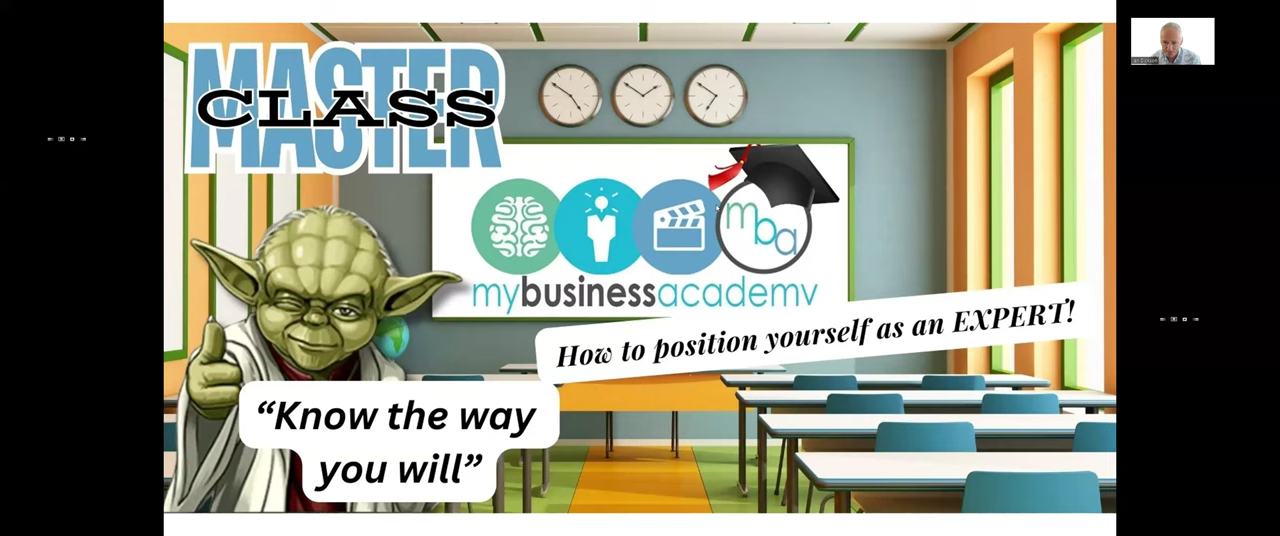 MASTER
CLASS
mba
mybusinessacademy
How to position yourself as an EXPERT!
“Know the way
you will”